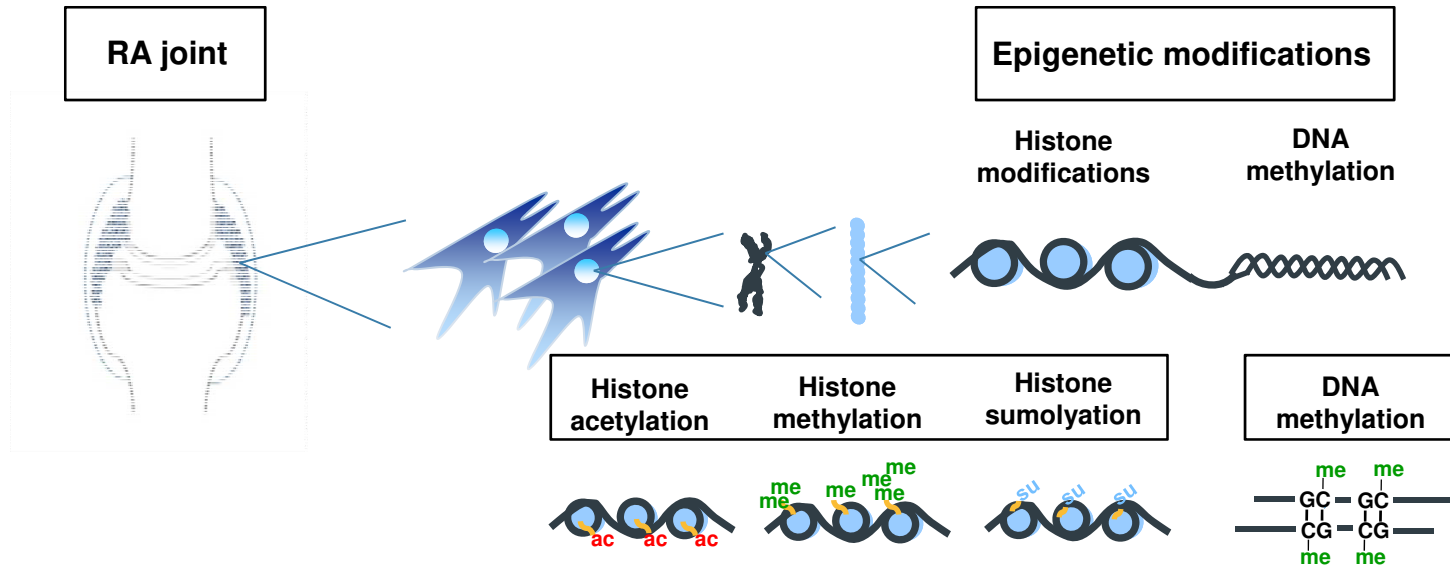 RA joint
Epigenetic modifications
Histone
modifications
DNA
methylation
Histone
acetylation
Histone
methylation
Histone
sumolyation
DNA
methylation
ac ac ac
me
me
me
me
me
me
su su su
me me
GC GC
CG CG
me me